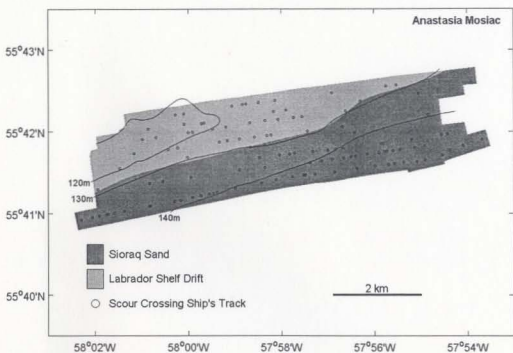 Anastasia Mosiac
55°43'N
55°42'N
120m
130m
55°41'N
140m
Sioraq Sand
Labrador Shelf Drift
55°40'N
Scour Crossing Ship's Track
2 km
58°02'W
58°00'W
57°58'W
57°56'W
57°54'W